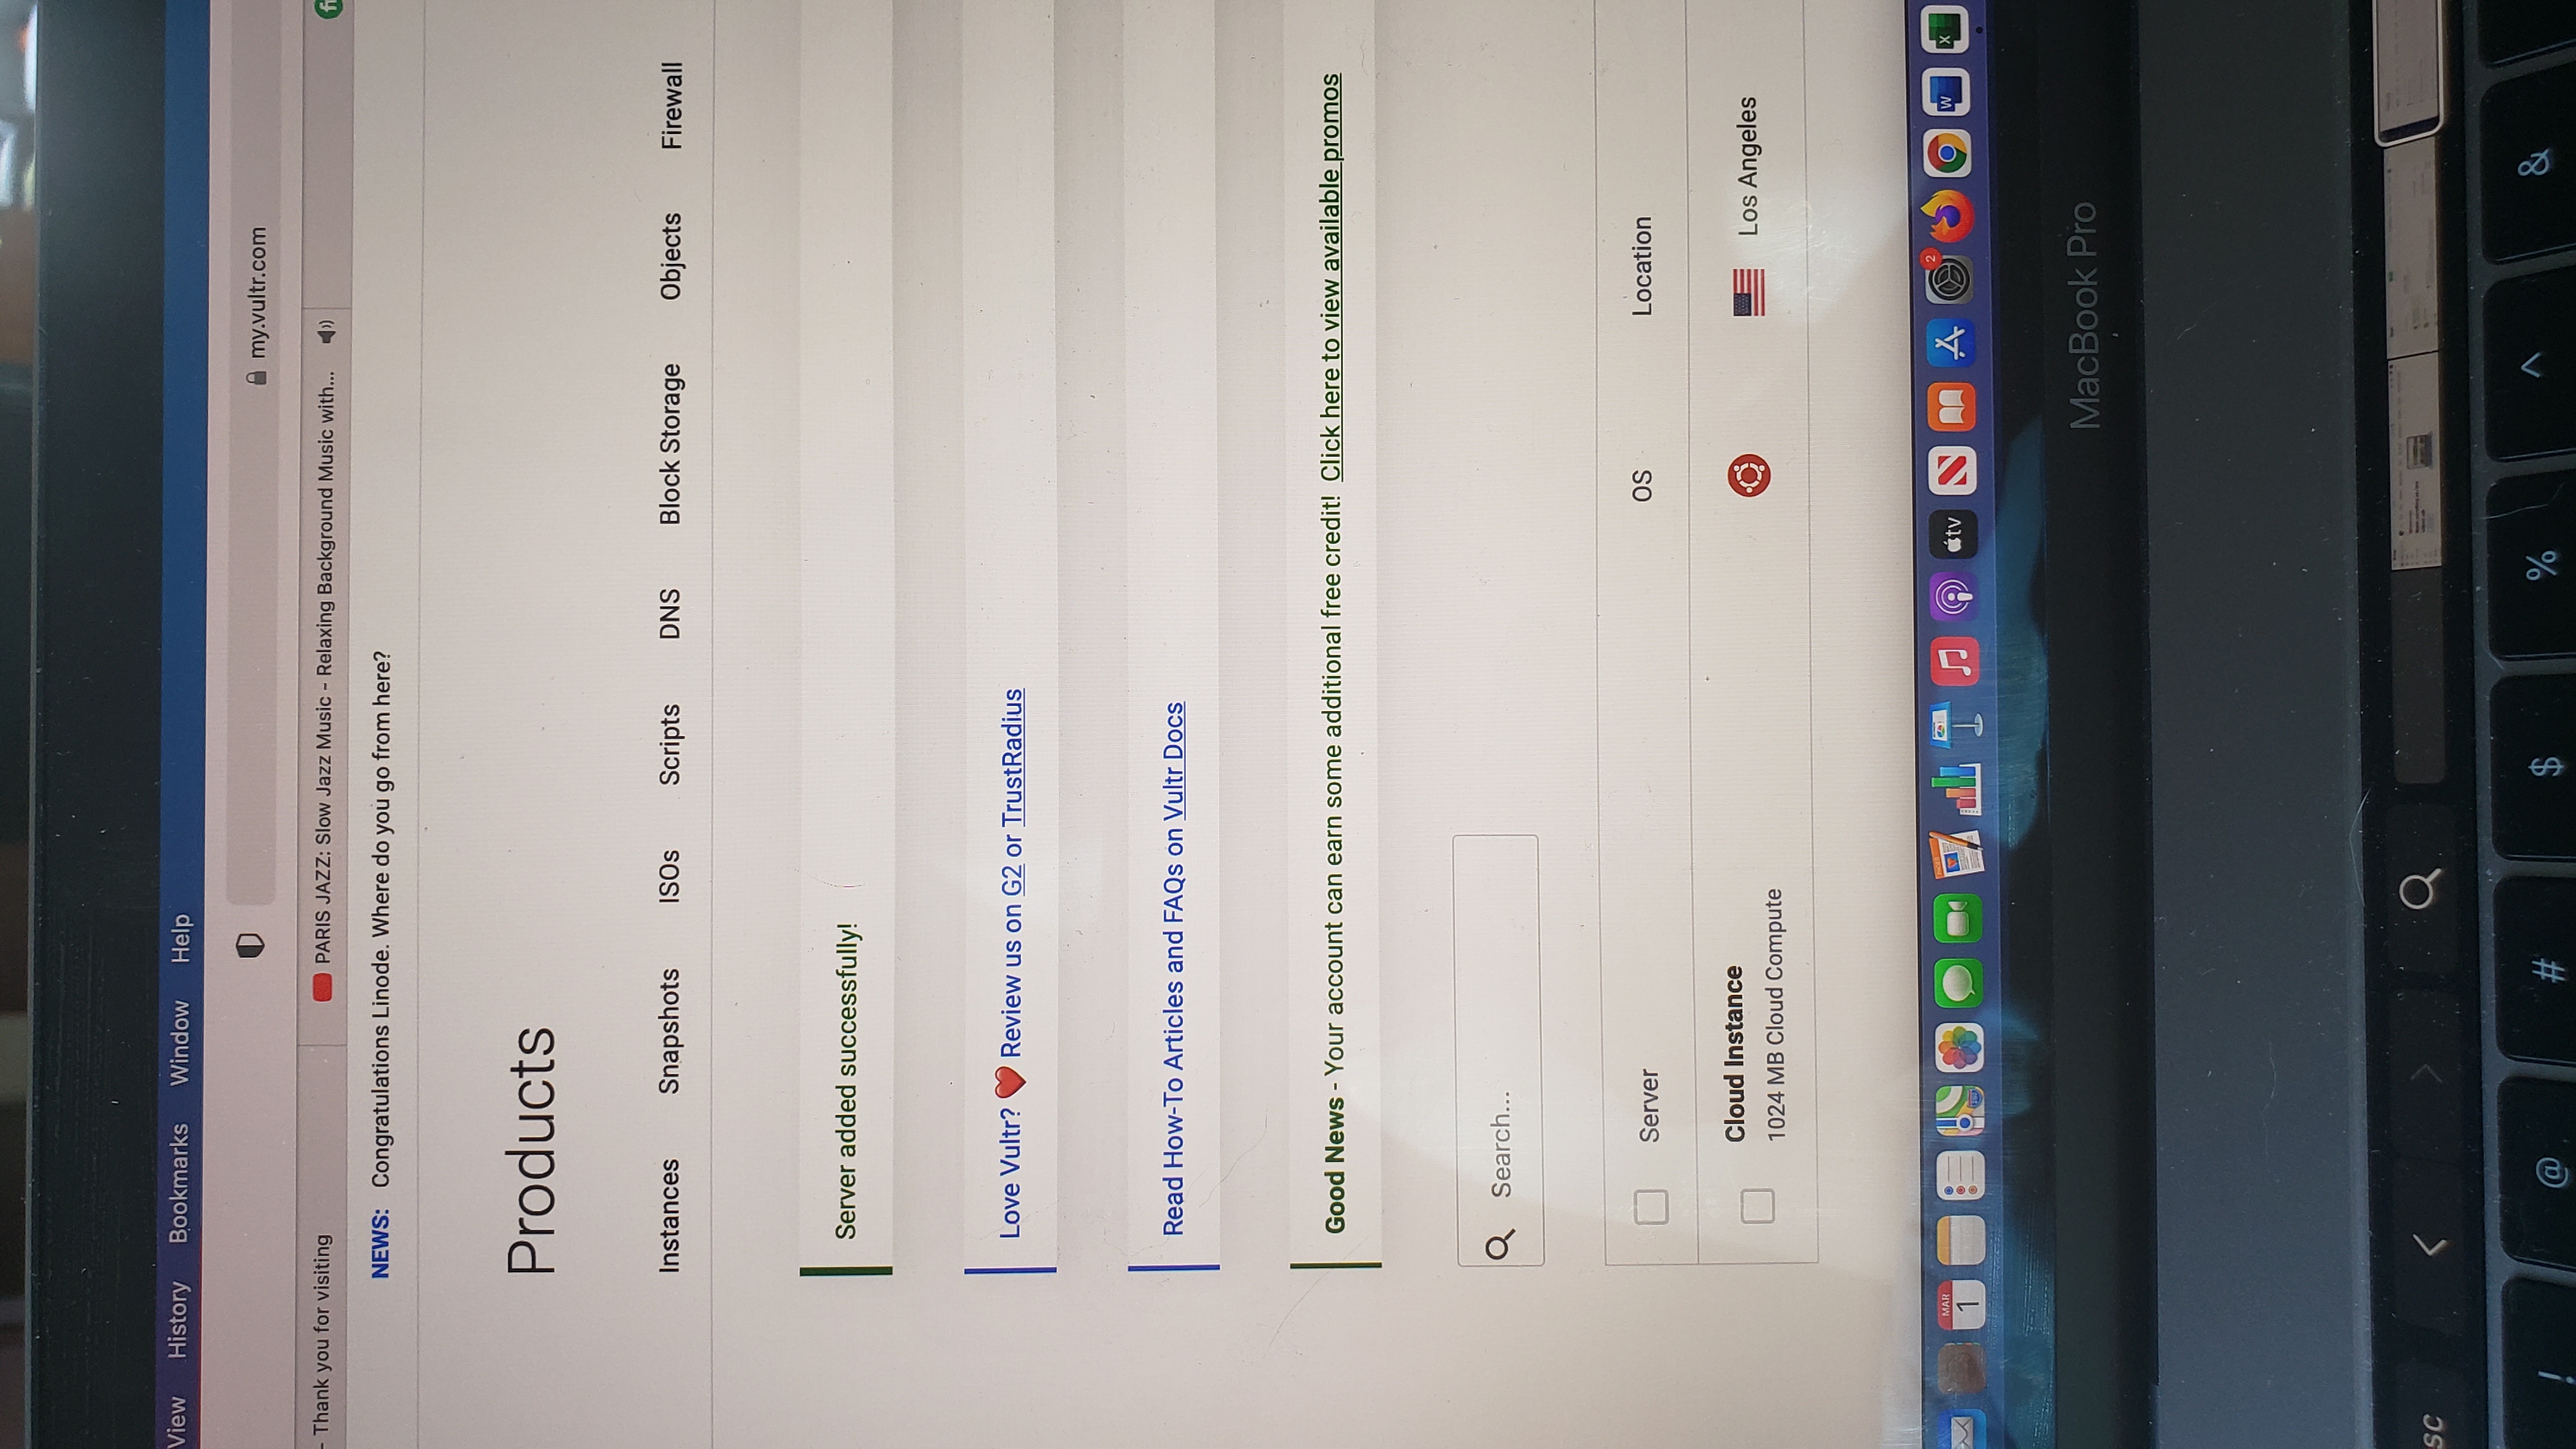 View History Bookmarks Window Help
my.vultr.com
- Thank you for visiting PARIS JAZZ: Slow Jazz Music - Relaxing Background Music with...
NEWS: Congratulations Linode. Where do you go from here?
Products
Instances Snapshots ISOs Scripts DNS Block Storage Objects Firewall
Server added successfully!
Love Vultr? ❤️ Review us on G2 or TrustRadius
Read How-To Articles and FAQs on Vultr Docs
Good News - Your account can earn some additional free credit! Click here to view available promos
Search...
Server OS Location
Cloud Instance
1024 MB Cloud Compute
Los Angeles
MAR
1
tv
2
W
X
MacBook Pro
sc
! @ # $ % ^ &